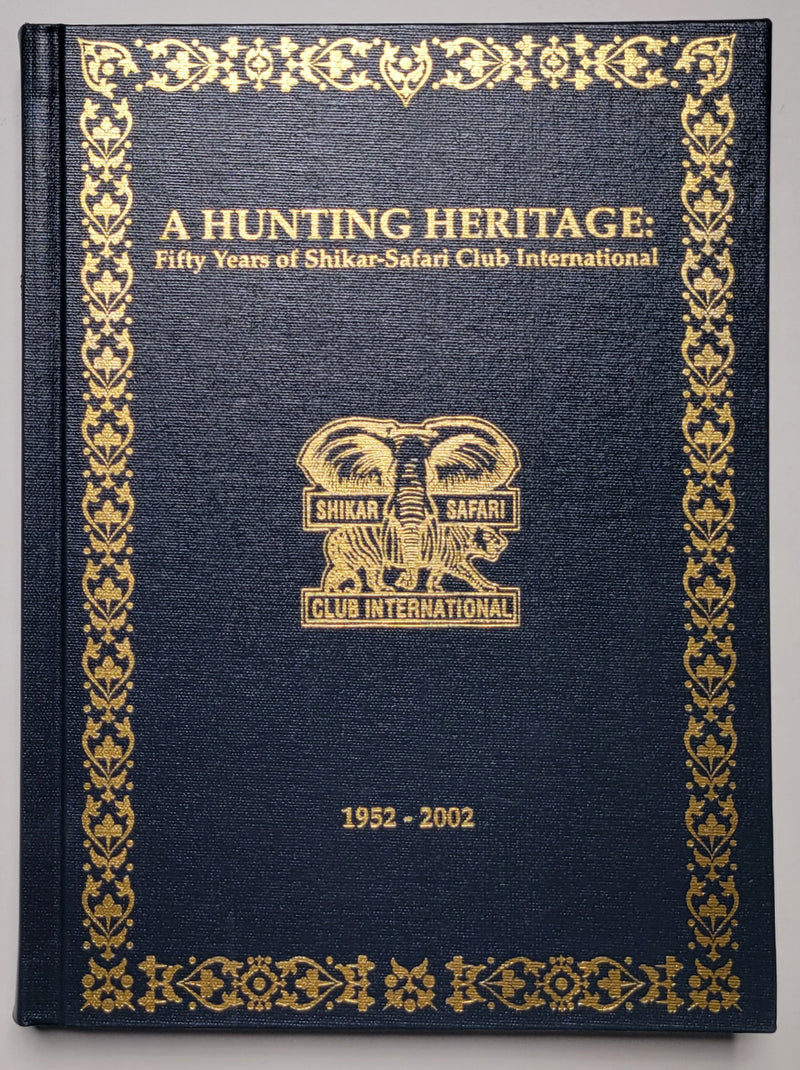 A HUNTING HERITAGE:
Fifty Years of Shikar-Safari Club International
SHIKAR SAFARI
CLUB INTERNATIONAL
1952 - 2002